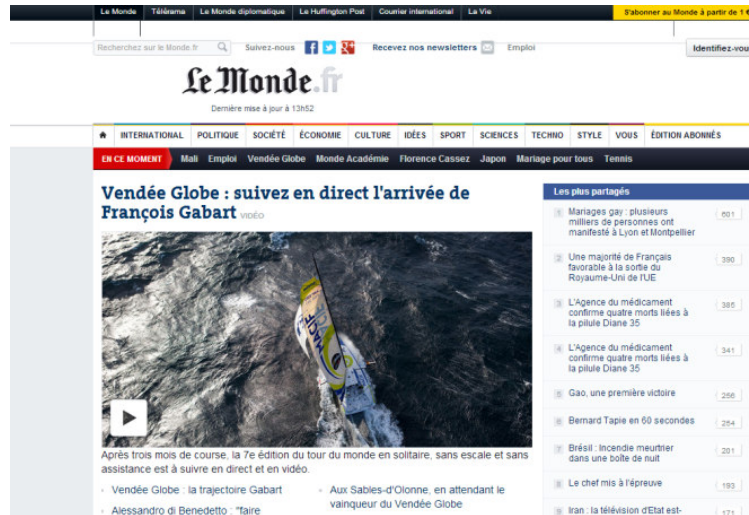 Le Monde Télérama Le Monde diplomatique Le Huffington Post Courrier international La Vie S'abonner au Monde à partir de 1 €
Recherchez sur le Monde.fr Suivez-nous Recevez nos newsletters Emploi Identifiez-vou
Le Monde.fr
Dernière mise à jour à 13h52
INTERNATIONAL POLITIQUE SOCIÉTÉ ÉCONOMIE CULTURE IDÉES SPORT SCIENCES TECHNO STYLE VOUS ÉDITION ABONNÉS
EN CE MOMENT Mali Emploi Vendée Globe Monde Académie Florence Cassez Japon Mariage pour tous Tennis
Vendée Globe : suivez en direct l'arrivée de
François Gabart VIDÉO
MACIF
Après trois mois de course, la 7e édition du tour du monde en solitaire, sans escale et sans
assistance est à suivre en direct et en vidéo.
Vendée Globe : la trajectoire Gabart
Alessandro di Benedetto : "faire
Aux Sables-d'Olonne, en attendant le
vainqueur du Vendée Globe
Les plus partagés
1 Mariages gay : plusieurs 601
milliers de personnes ont
manifesté à Lyon et Montpellier
2 Une majorité de Français 390
favorable à la sortie du
Royaume-Uni de l'UE
3 L'Agence du médicament 385
confirme quatre morts liées à
la pilule Diane 35
4 L'Agence du médicament 341
confirme quatre morts liées à
la pilule Diane 35
5 Gao, une première victoire 256
6 Bernard Tapie en 60 secondes 254
7 Brésil : Incendie meurtrier 201
dans une boîte de nuit
8 Le chef mis à l'épreuve 193
9 Iran : la télévision d'Etat est- 171